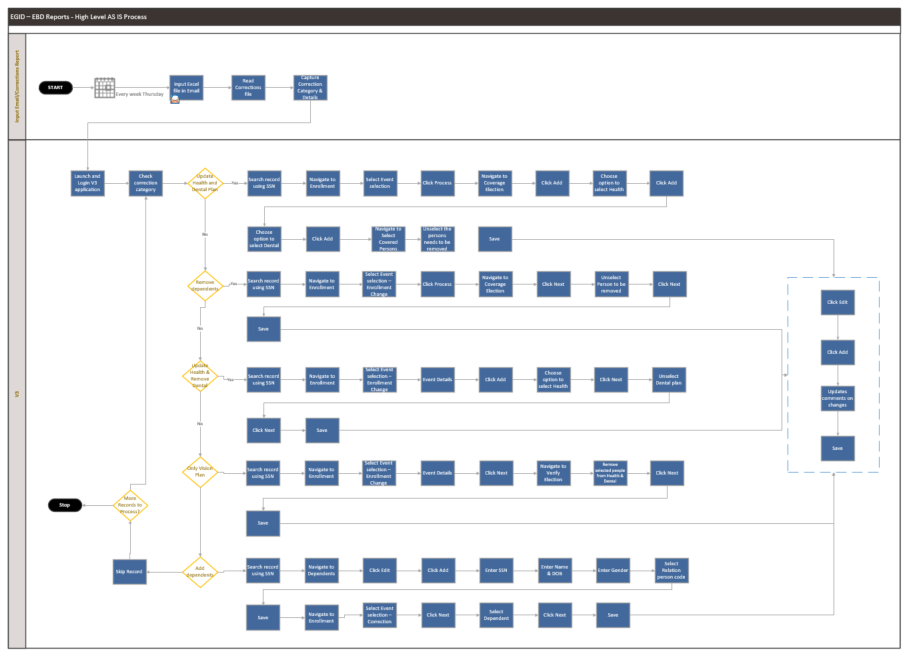 EGID – EBD Reports - High Level AS IS Process
Input Email/Corrections Report
START
Every week Thursday
Input Excel
file in Email
Read
Corrections
file
Capture
Correction
Category &
Details
V3
Launch and
Login V3
application
Check
correction
category
Update
Health and
Dental Plan
Yes
Search record
using SSN
Navigate to
Enrollment
Select Event
selection
Click Process
Navigate to
Coverage
Election
Click Add
Choose
option to
select Health
Click Add
No
Choose
option to
select Dental
Click Add
Navigate to
Select
Covered
Persons
Unselect the
persons
needs to be
removed
Save
Remove
dependents
Yes
Search record
using SSN
Navigate to
Enrollment
Select Event
selection –
Enrollment
Change
Click Process
Navigate to
Coverage
Election
Click Next
Unselect
Person to be
removed
Click Next
No
Save
Update
Health &
Remove
Dental
Yes
Search record
using SSN
Navigate to
Enrollment
Select Event
selection –
Enrollment
Change
Event Details
Click Add
Choose
option to
select Health
Click Next
Unselect
Dental plan
No
Click Next
Save
Only Vision
Plan
Search record
using SSN
Navigate to
Enrollment
Select Event
selection –
Enrollment
Change
Event Details
Click Next
Navigate to
Verify
Election
Remove
selected people
from Health &
Dental
Click Next
Save
Click Edit
Click Add
Updates
comments on
changes
Save
Stop
Move
Records to
Process?
Skip Record
Add
dependents
Search record
using SSN
Navigate to
Dependents
Click Edit
Click Add
Enter SSN
Enter Name
& DOB
Enter Gender
Select
Relation
person code
Save
Navigate to
Enrollment
Select Event
selection –
Correction
Click Next
Select
Dependent
Click Next
Save